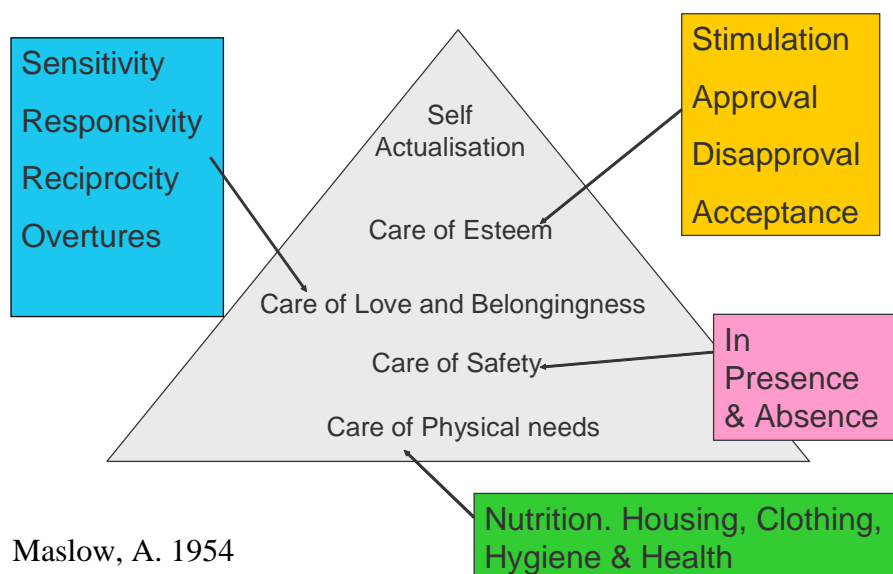 Sensitivity
Responsivity
Reciprocity
Overtures
Stimulation
Approval
Disapproval
Acceptance
Self
Actualisation
Care of Esteem
Care of Love and Belongingness
Care of Safety
In
Presence
& Absence
Care of Physical needs
Nutrition. Housing, Clothing,
Hygiene & Health
Maslow, A. 1954